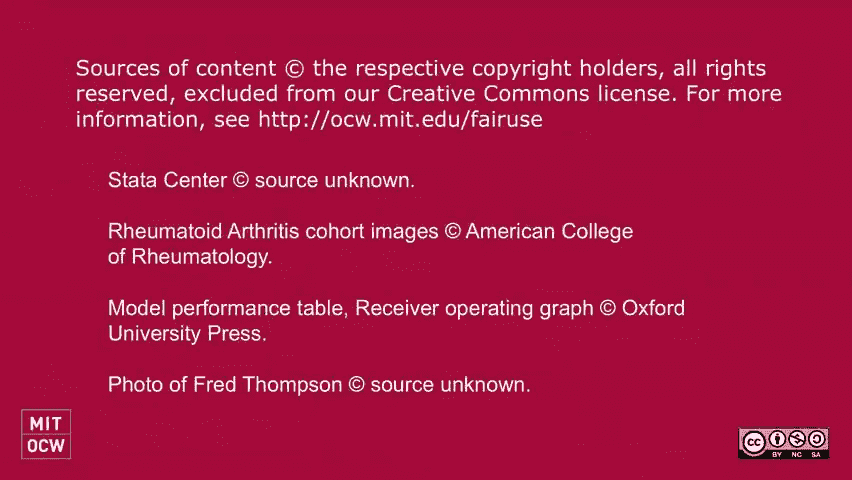 Sources of content © the respective copyright holders, all rights
reserved, excluded from our Creative Commons license. For more
information, see http://ocw.mit.edu/fairuse
Stata Center © source unknown.
Rheumatoid Arthritis cohort images © American College
of Rheumatology.
Model performance table, Receiver operating graph © Oxford
University Press.
Photo of Fred Thompson © source unknown.
MIT
OCW
cc
BY NC SA